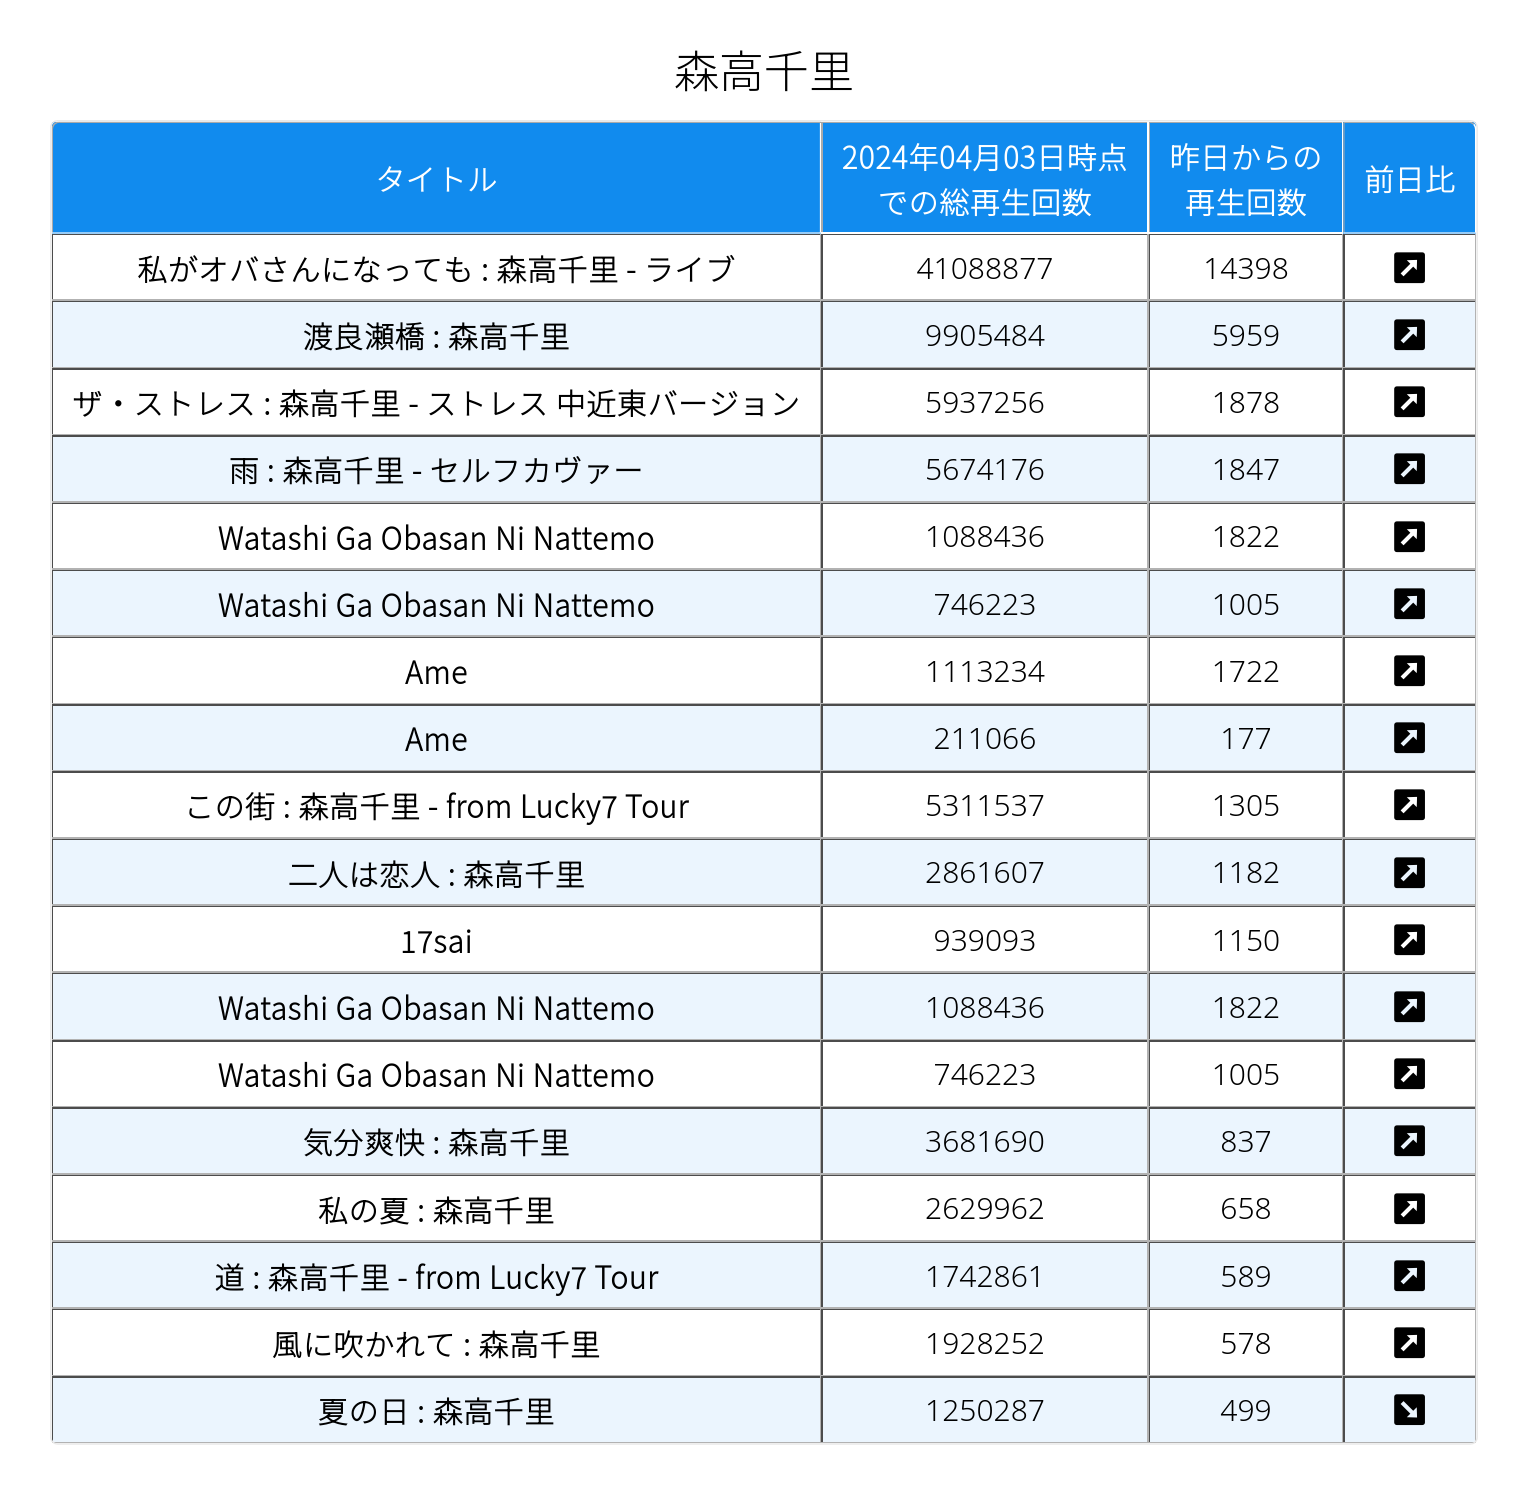 森高千里
タイトル
2024年04月03日時点
での総再生回数
昨日からの
再生回数
前日比
私がオバさんになっても : 森高千里 - ライブ 41088877 14398
渡良瀬橋 : 森高千里 9905484 5959
ザ・ストレス : 森高千里 - ストレス 中近東バージョン 5937256 1878
雨 : 森高千里 - セルフカヴァー 5674176 1847
Watashi Ga Obasan Ni Nattemo 1088436 1822
Watashi Ga Obasan Ni Nattemo 746223 1005
Ame 1113234 1722
Ame 211066 177
この街 : 森高千里 - from Lucky7 Tour 5311537 1305
二人は恋人 : 森高千里 2861607 1182
17sai 939093 1150
Watashi Ga Obasan Ni Nattemo 1088436 1822
Watashi Ga Obasan Ni Nattemo 746223 1005
気分爽快 : 森高千里 3681690 837
私の夏 : 森高千里 2629962 658
道 : 森高千里 - from Lucky7 Tour 1742861 589
風に吹かれて : 森高千里 1928252 578
夏の日 : 森高千里 1250287 499